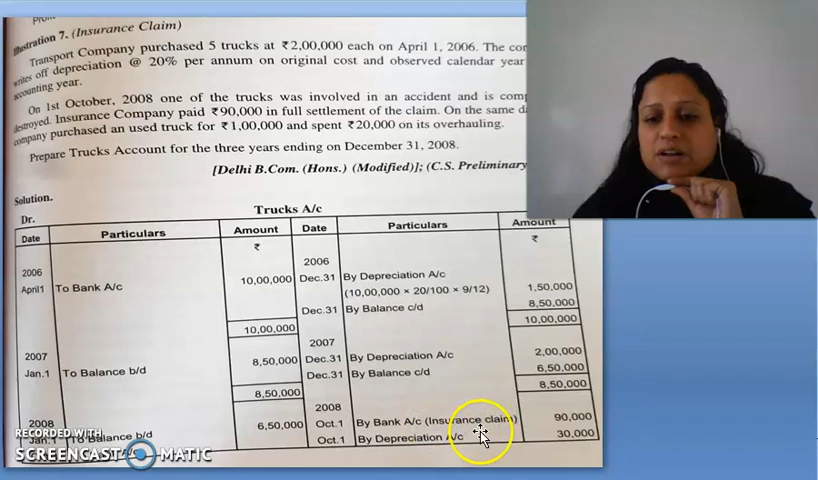 Illustration 7. (Insurance Claim)
Transport Company purchased 5 trucks at ₹2,00,000 each on April 1, 2006. The
writes off depreciation @ 20% per annum on original cost and observed calendar year
accounting year.
On 1st October, 2008 one of the trucks was involved in an accident and is
destroyed. Insurance Company paid ₹90,000 in full settlement of the claim. On the same
company purchased an used truck for ₹1,00,000 and spent ₹20,000 on its overhauling.
Prepare Trucks Account for the three years ending on December 31, 2008.
[Delhi B.Com. (Hons.) (Modified)]; (C.S. Preliminary
Solution.
Trucks A/c
Dr.
Date Particulars Amount Date Particulars Amount
₹ ₹
2006 2006
April1 To Bank A/c 10,00,000 Dec.31 By Depreciation A/c
(10,00,000 × 20/100 × 9/12) 1,50,000
Dec.31 By Balance c/d 8,50,000
10,00,000 10,00,000
2007 2007
Jan.1 To Balance b/d 8,50,000 Dec.31 By Depreciation A/c 2,00,000
Dec.31 By Balance c/d 6,50,000
8,50,000 8,50,000
2008 2008
Jan.1 To Balance b/d 6,50,000 Oct.1 By Bank A/c (Insurance claim) 90,000
Oct.1 By Depreciation A/c 30,000
RECORDED WITH
SCREENCAST MATIC